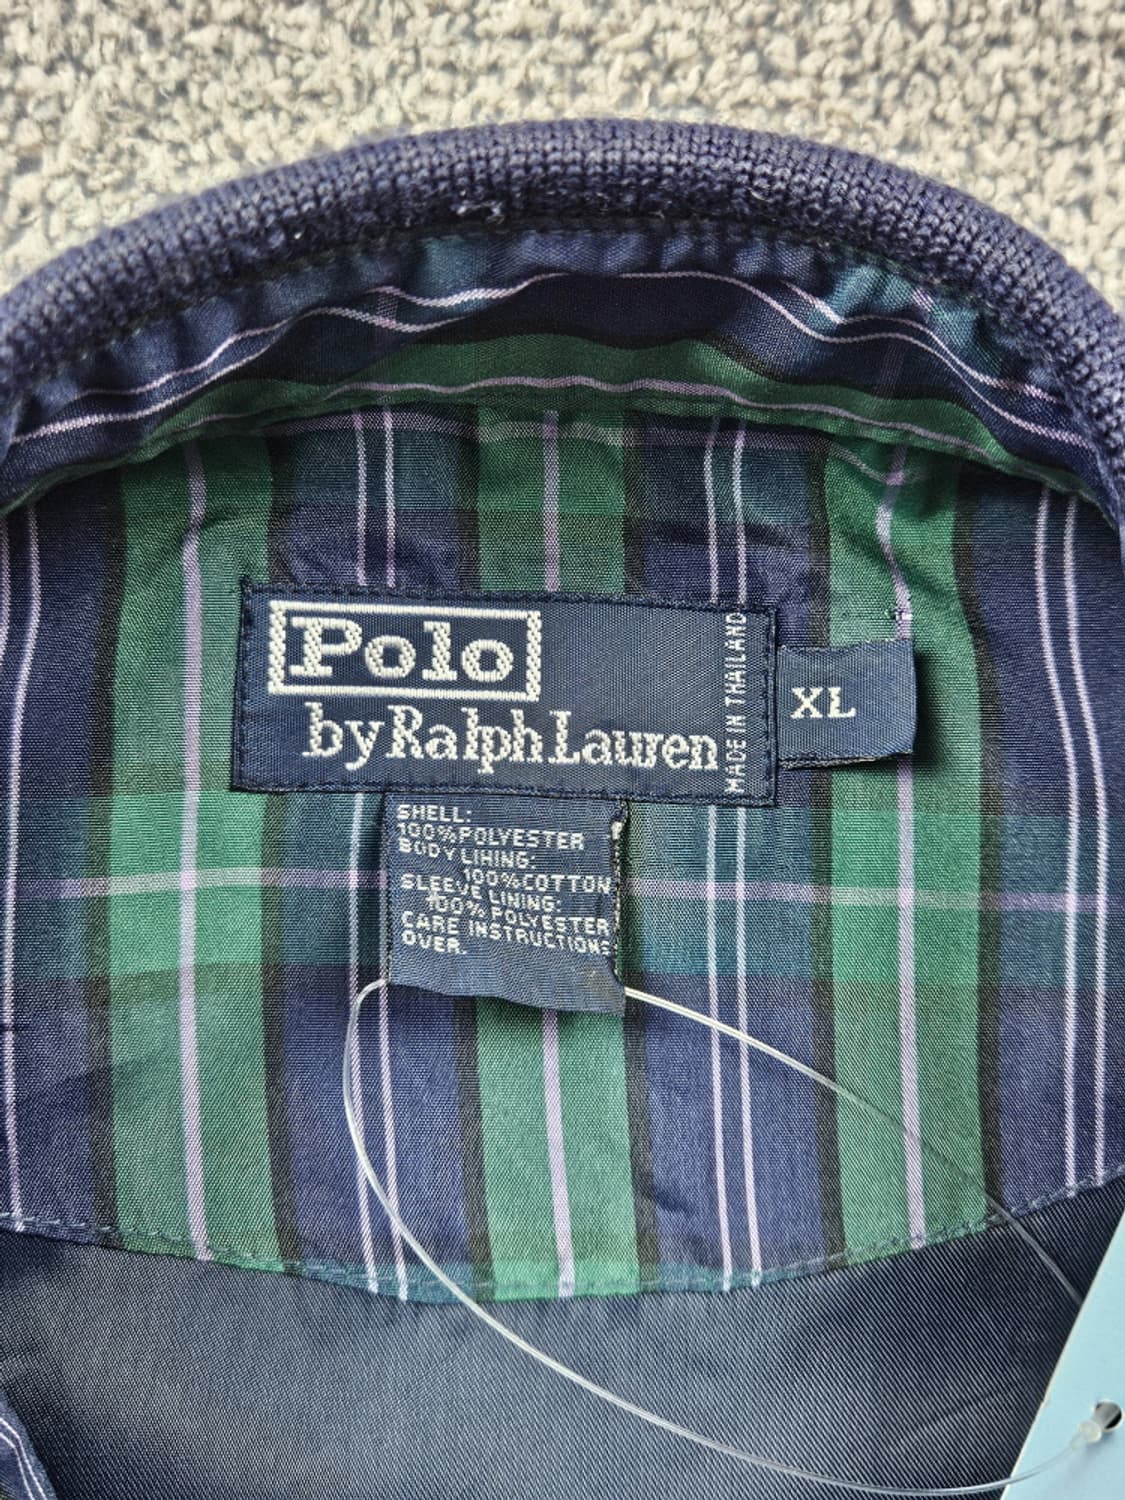 Polo
by Ralph Lauren
MADE IN THAILAND
XL
SHELL:
100% POLYESTER
BODY LIHING:
100% COTTON
SLEEVE LINING:
100% POLYESTER
CARE INSTRUCTIONS
OVER.